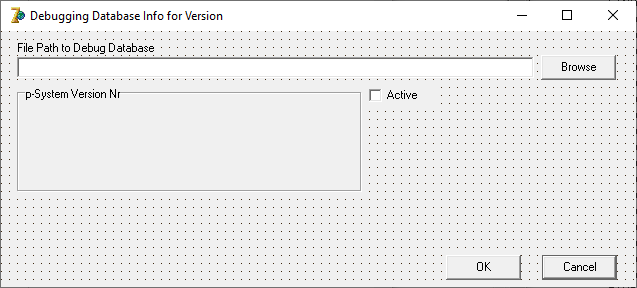 Debugging Database Info for Version
File Path to Debug Database
Browse
p-System Version Nr
Active
OK
Cancel